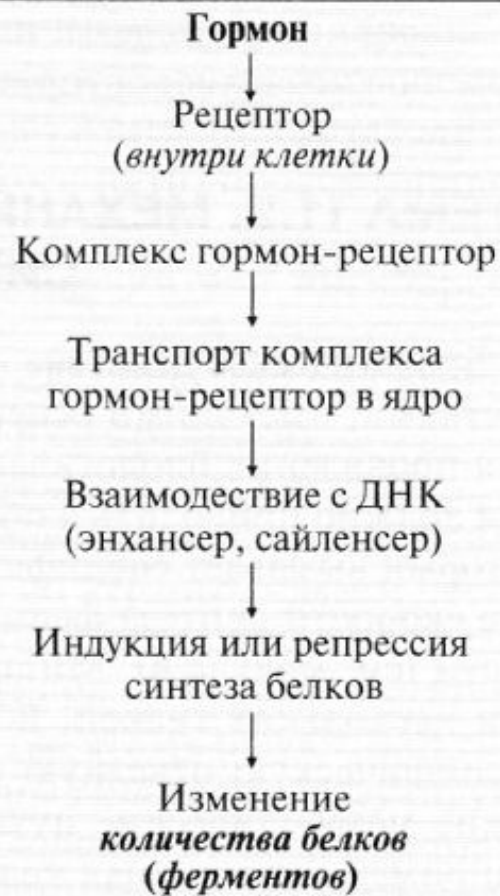 Гормон
Рецептор
(внутри клетки)
Комплекс гормон-рецептор
Транспорт комплекса
гормон-рецептор в ядро
Взаимодествие с ДНК
(энхансер, сайленсер)
Индукция или репрессия
синтеза белков
Изменение
количества белков
(ферментов)